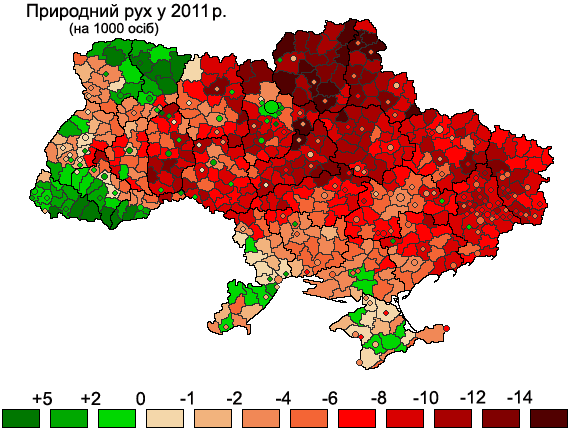 Природний рух у 2011 р.
(на 1000 осіб)
+5 +2 0 -1 -2 -4 -6 -8 -10 -12 -14